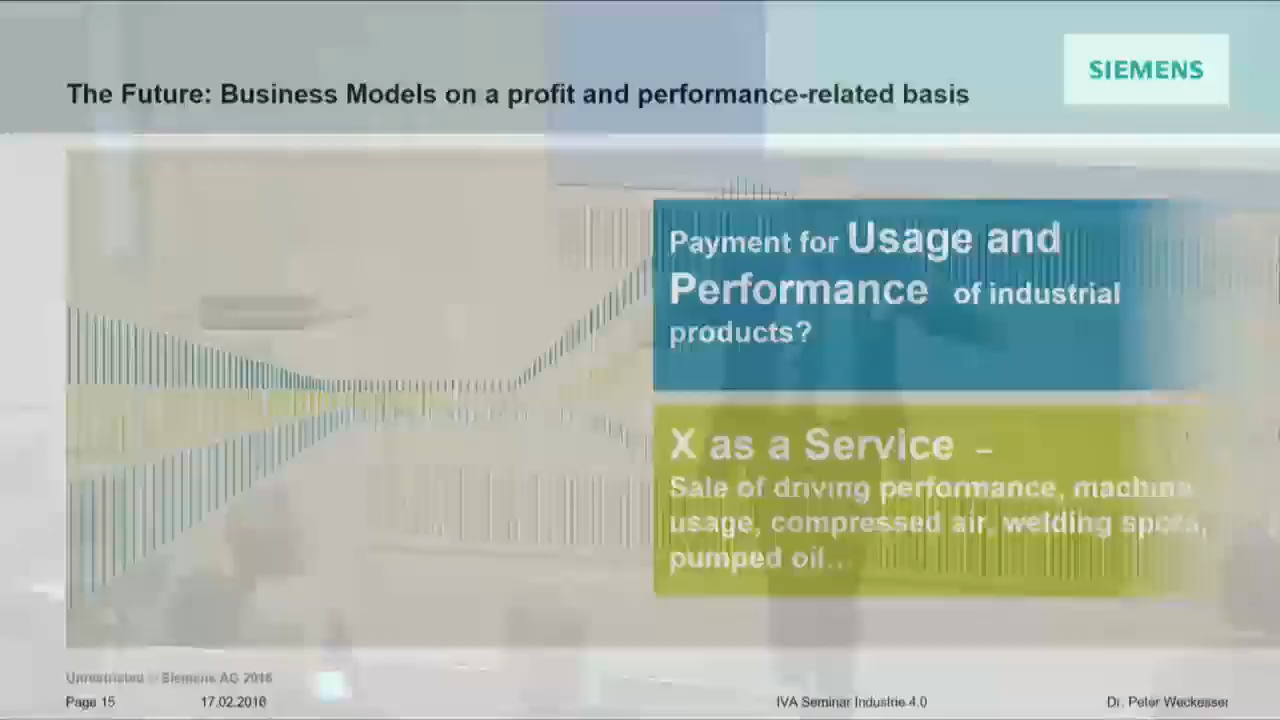 SIEMENS
The Future: Business Models on a profit and performance-related basis
Payment for Usage and
Performance of industrial
products?
X as a Service –
Sale of driving performance, machine
usage, compressed air, welding spots,
pumped oil...
Unrestricted © Siemens AG 2016
Page 15 17.02.2016 IVA Seminar Industrie 4.0 Dr. Peter Weckesser